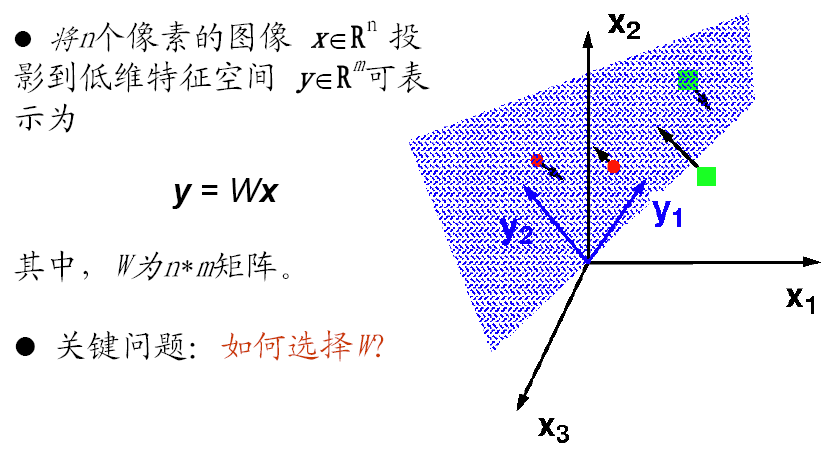 ● 将n个像素的图像 x∈Rⁿ 投
影到低维特征空间 y∈Rᵐ可表
示为
y = Wx
其中，W为n*m矩阵。
● 关键问题：如何选择W?
x₂
y₁
y₂
x₁
x₃